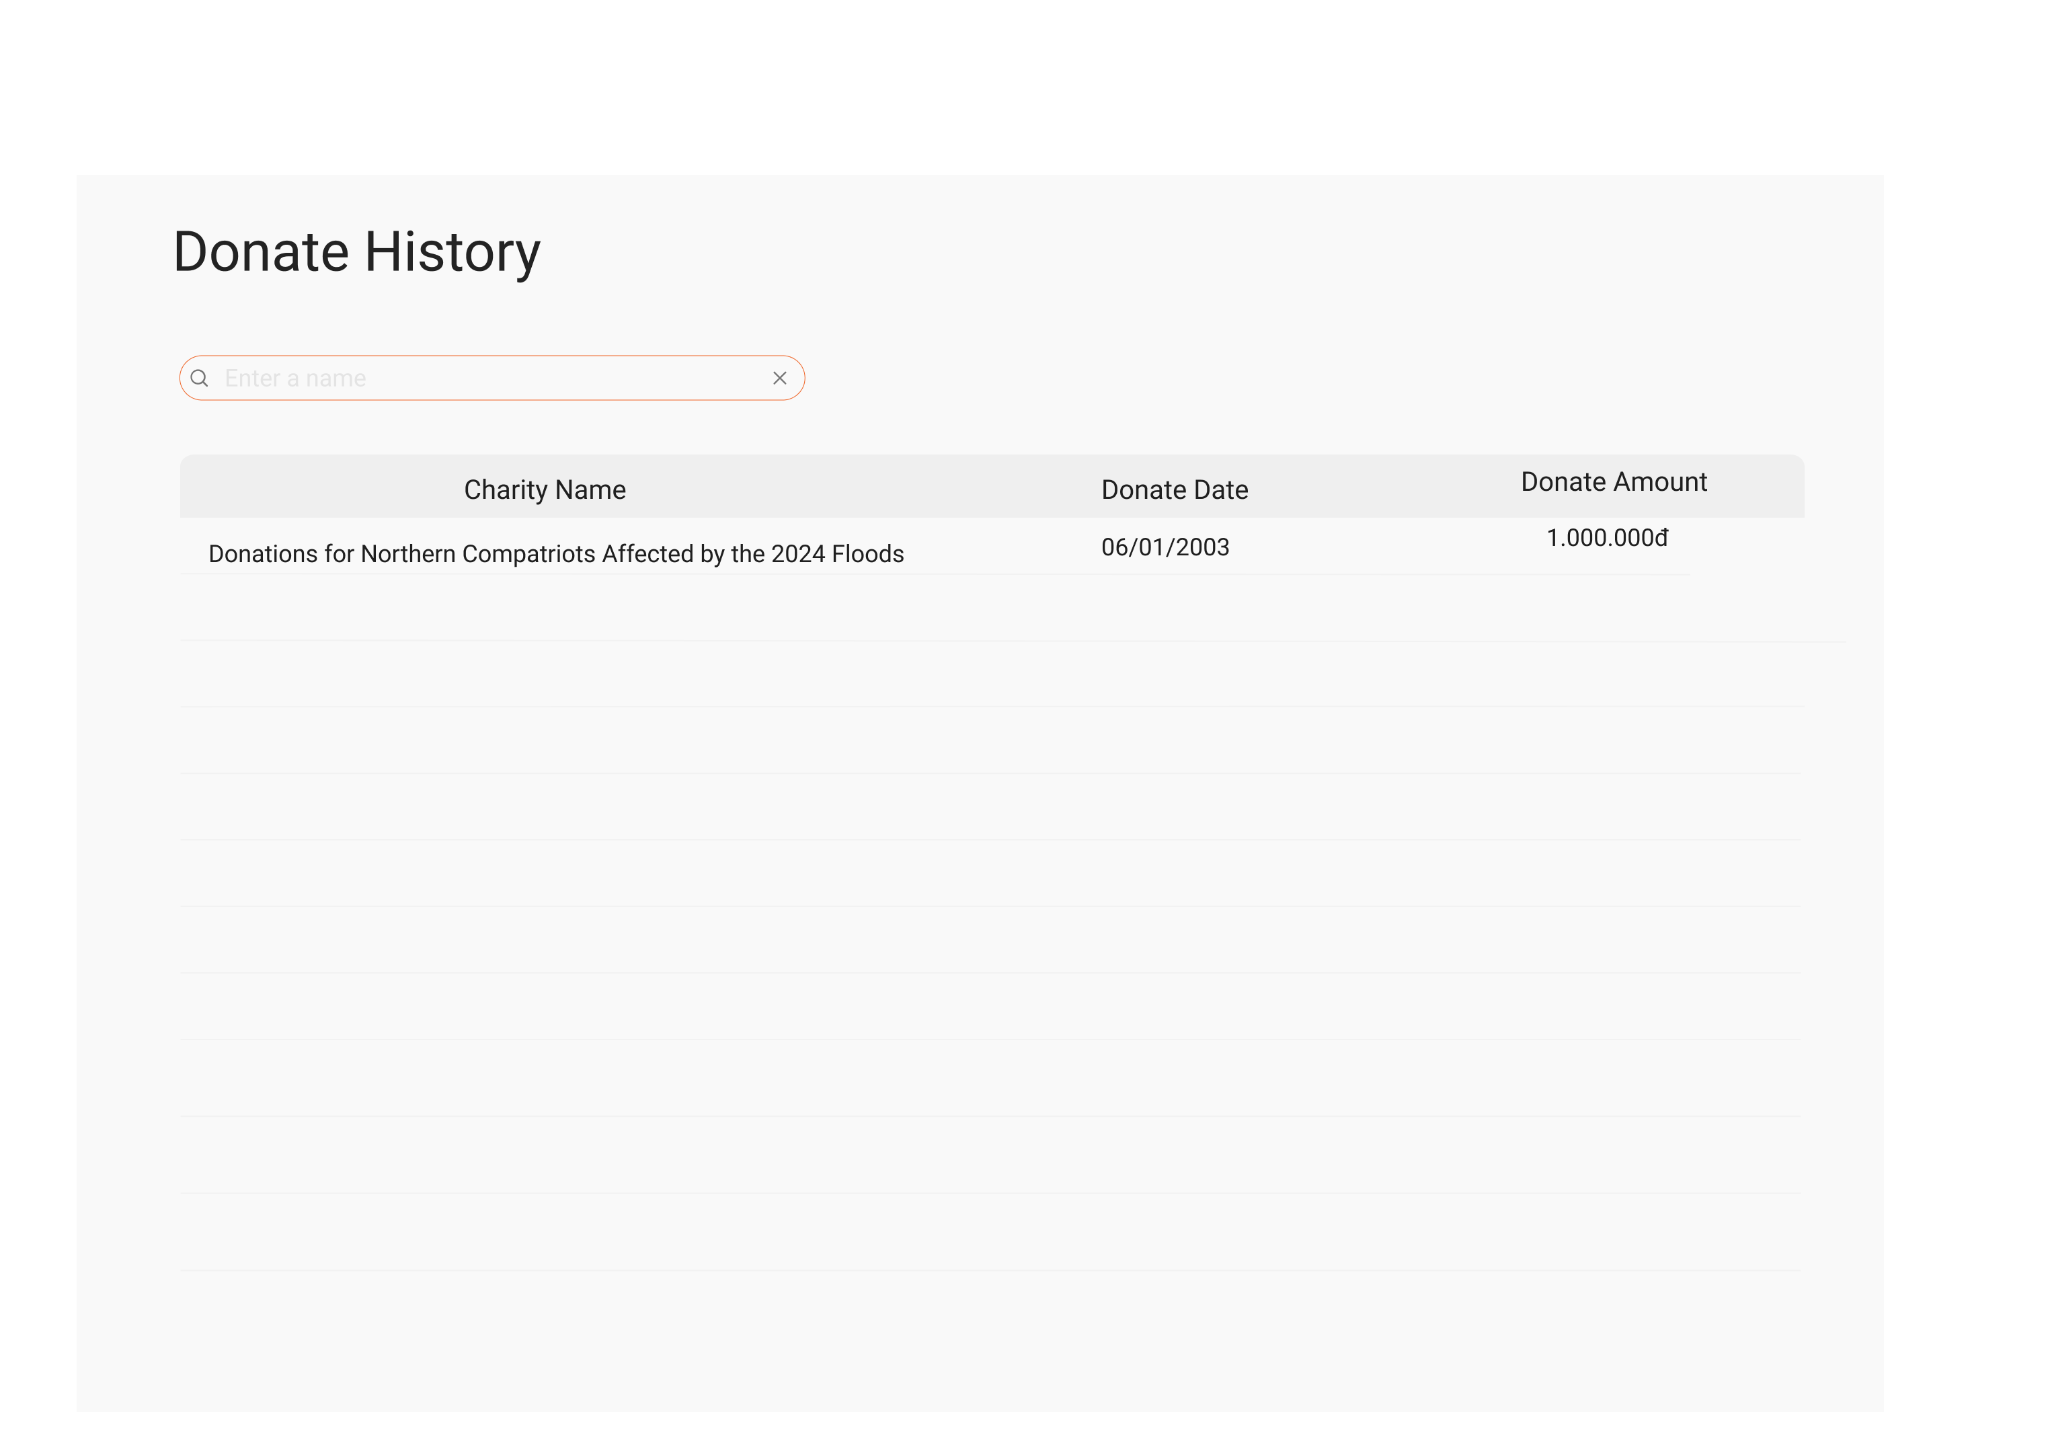 Donate History
Enter a name
Charity Name Donate Date Donate Amount
Donations for Northern Compatriots Affected by the 2024 Floods 06/01/2003 1.000.000đ